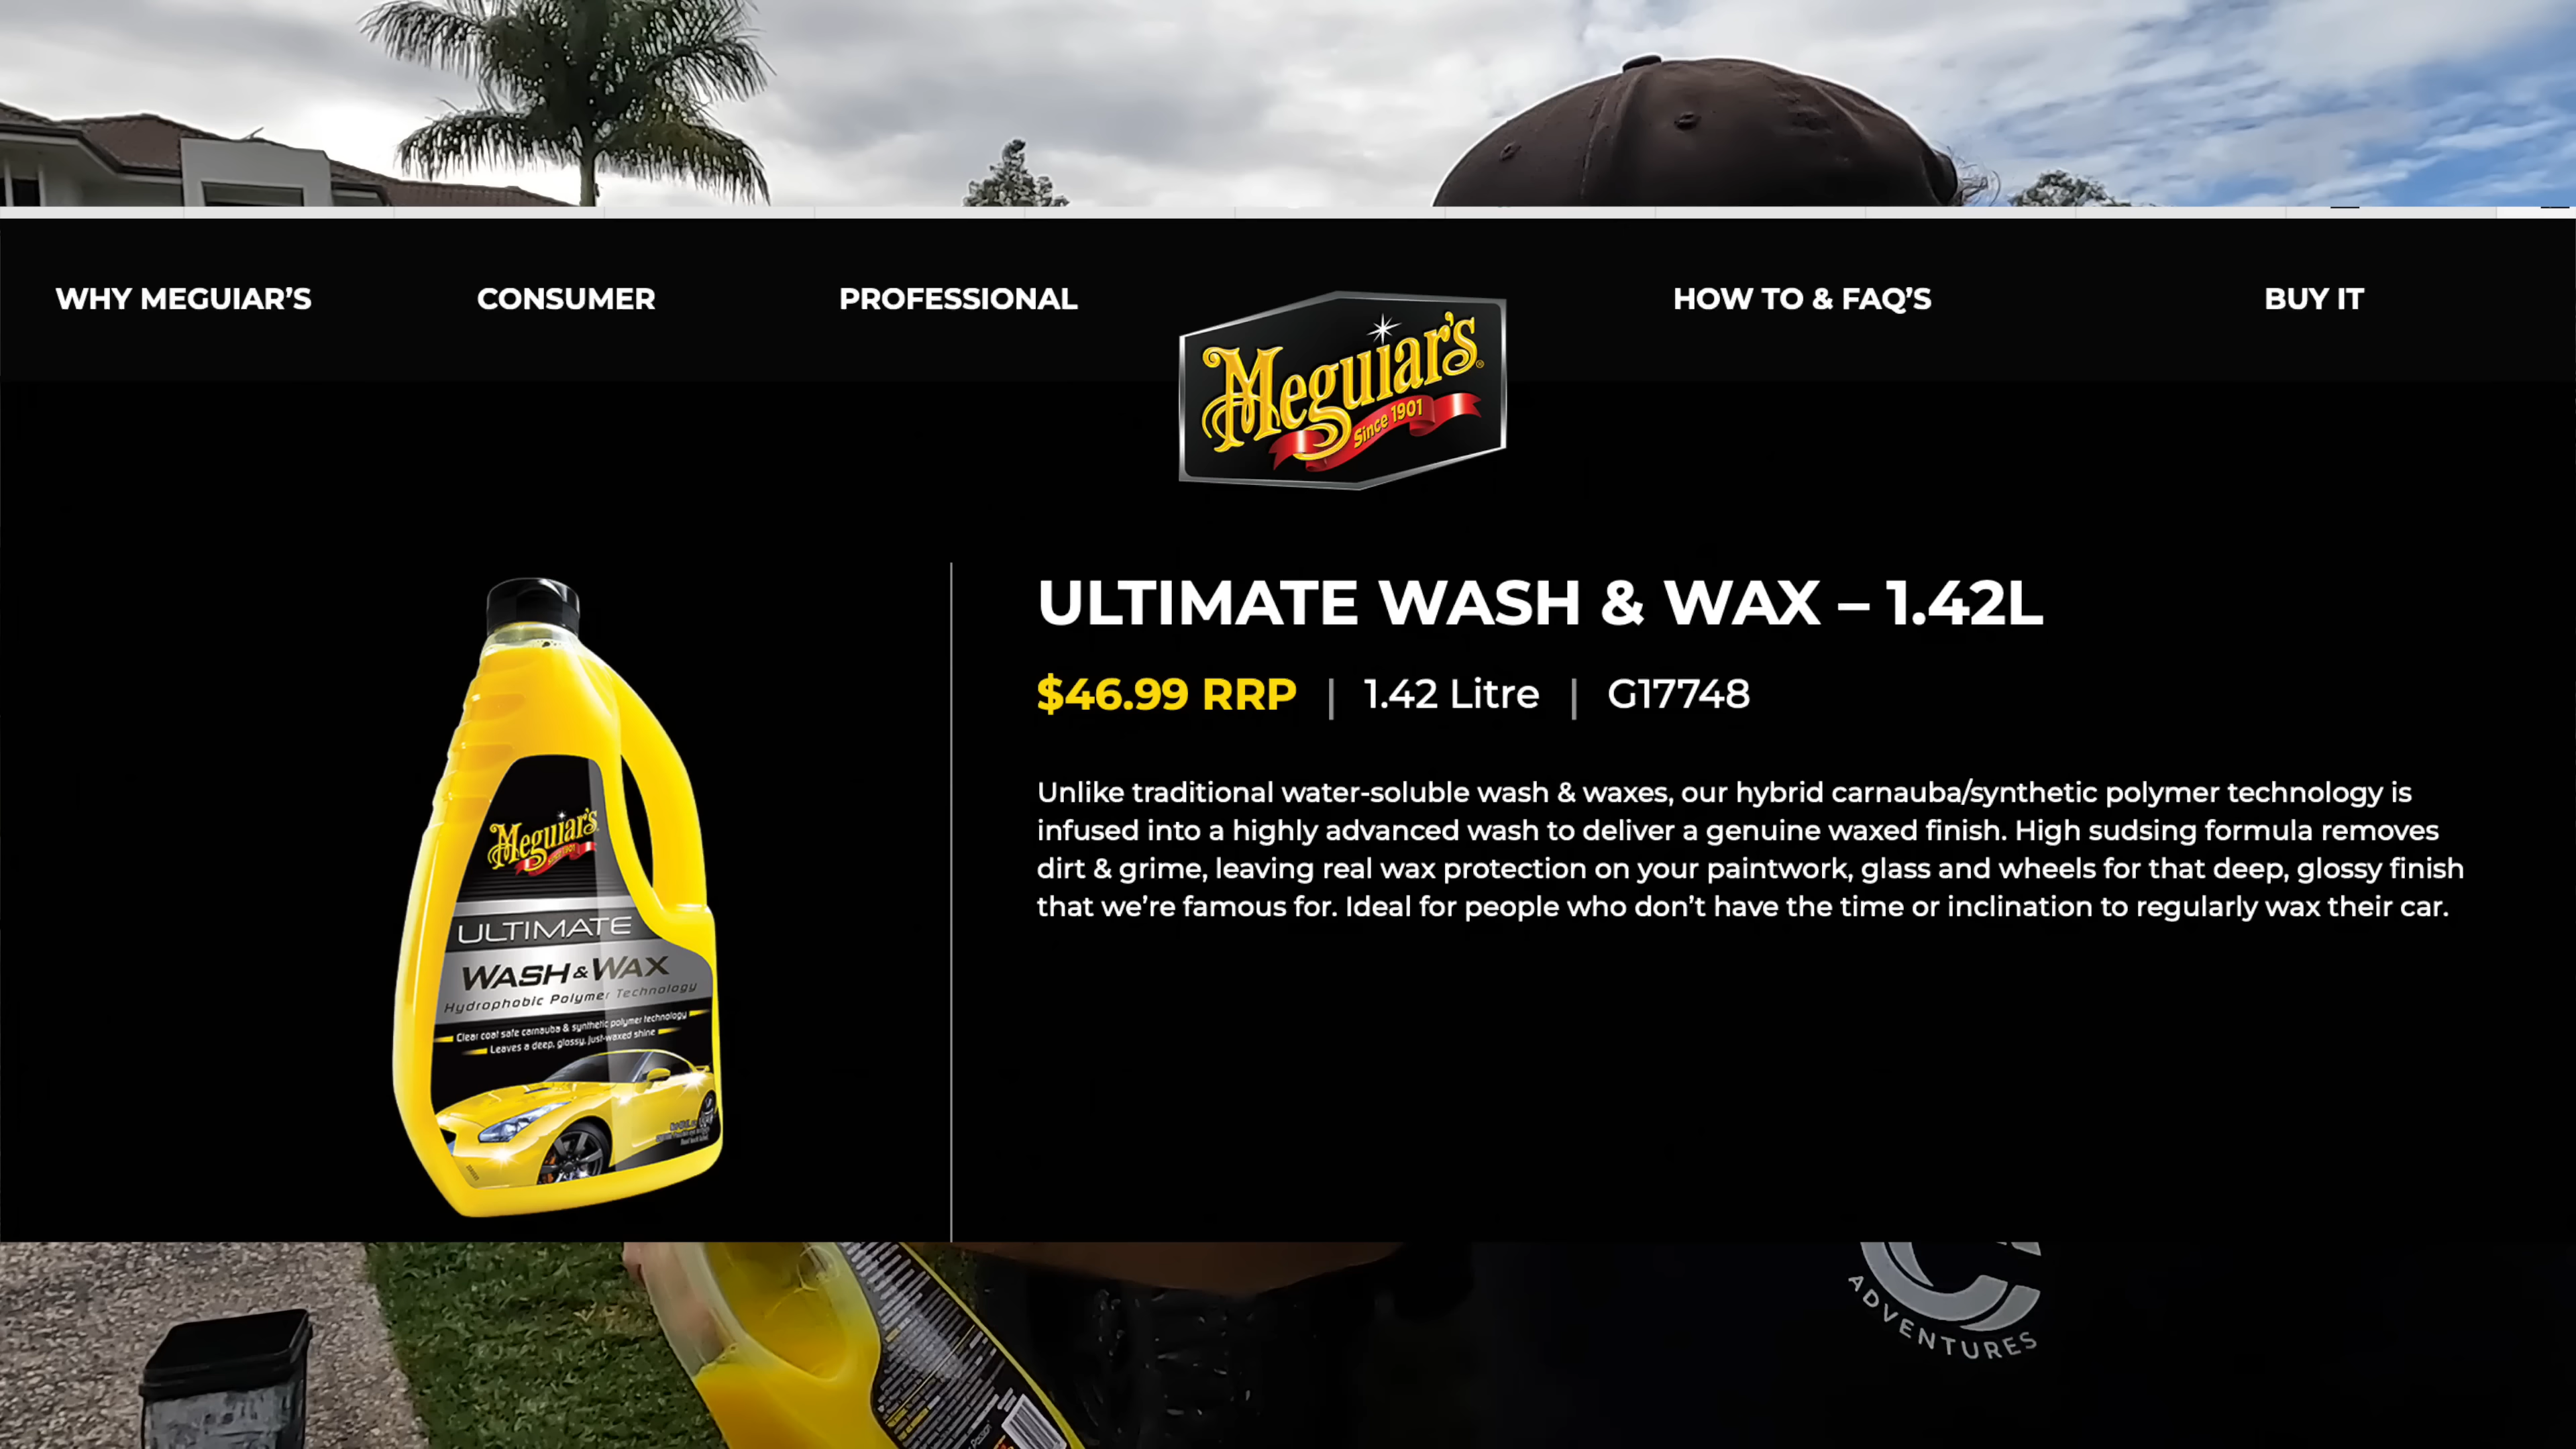 WHY MEGUIAR'S
CONSUMER
PROFESSIONAL
HOW TO & FAQ'S
BUY IT
Meguiar's
Since 1901
ULTIMATE WASH & WAX – 1.42L
$46.99 RRP | 1.42 Litre | G17748
Unlike traditional water-soluble wash & waxes, our hybrid carnauba/synthetic polymer technology is
infused into a highly advanced wash to deliver a genuine waxed finish. High sudsing formula removes
dirt & grime, leaving real wax protection on your paintwork, glass and wheels for that deep, glossy finish
that we're famous for. Ideal for people who don't have the time or inclination to regularly wax their car.
Meguiar's
SINCE 1901
ULTIMATE
WASH & WAX
Hydrophobic Polymer Technology
Clear coat safe carnauba & synthetic polymer technology
Leaves a deep, glossy, just-waxed shine
ADVENTURES